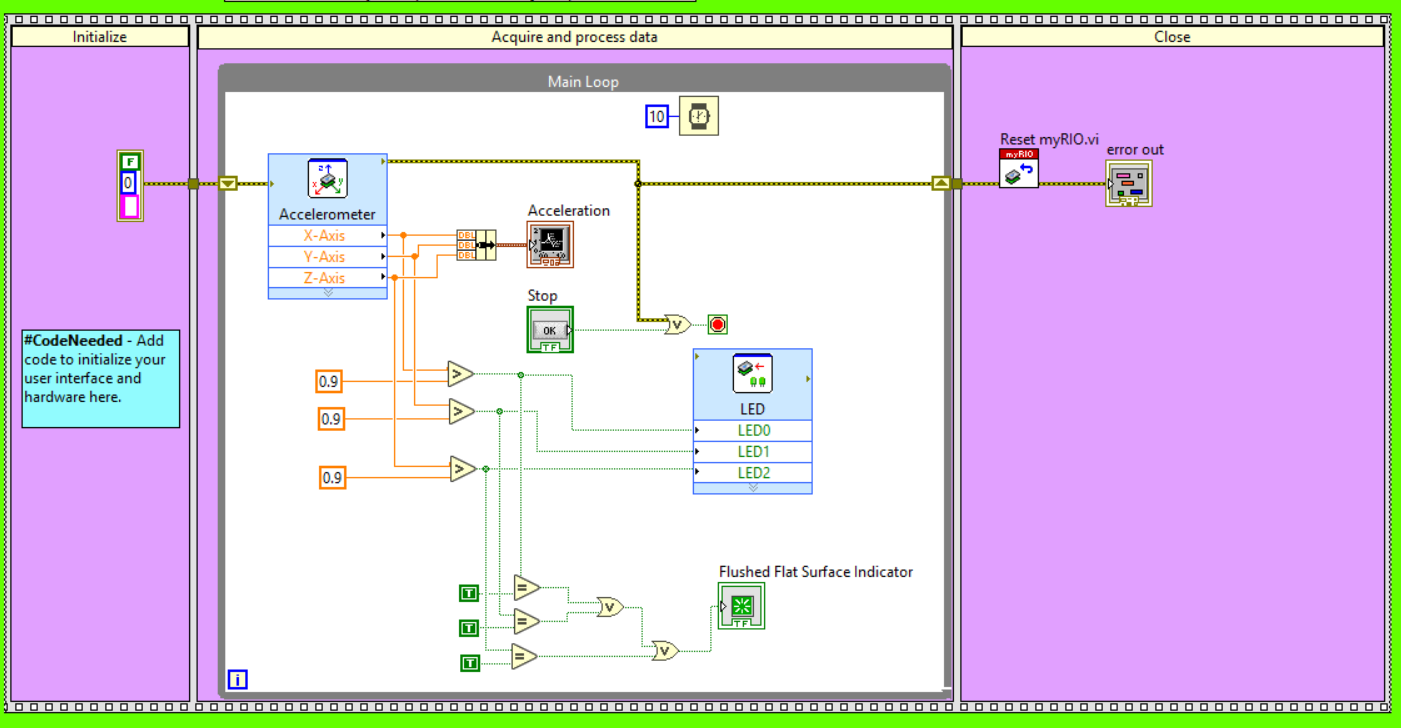 Initialize
Acquire and process data
Close
Main Loop
10
Reset myRIO.vi
myRIO
error out
F
0
Accelerometer
X-Axis
Y-Axis
Z-Axis
DBL
DBL
DBL
Acceleration
Stop
OK
TF
#CodeNeeded - Add
code to initialize your
user interface and
hardware here.
0.9
0.9
0.9
>
>
>
V
LED
LED0
LED1
LED2
Flushed Flat Surface Indicator
TF
T
T
T
=
=
=
V
V
i